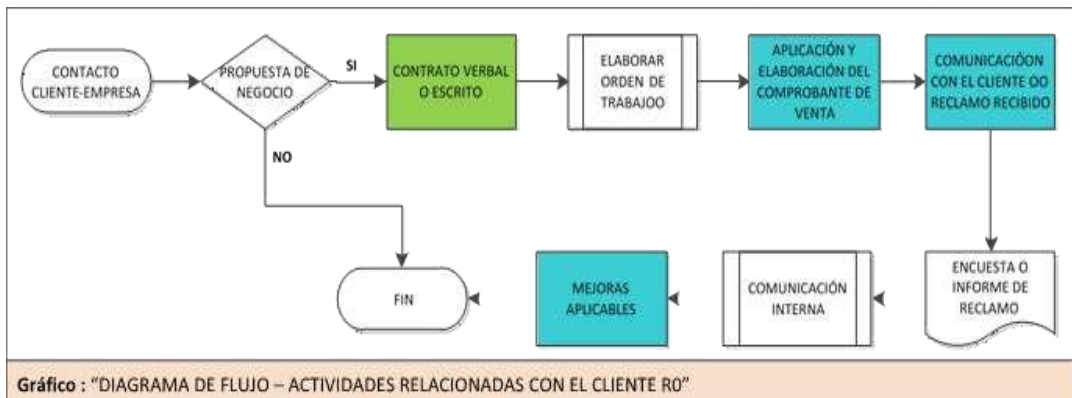 CONTACTO
CLIENTE-EMPRESA
PROPUESTA DE
NEGOCIO
SI
CONTRATO VERBAL
O ESCRITO
ELABORAR
ORDEN DE
TRABAJOO
APLICACIÓN Y
ELABORACIÓN DEL
COMPROBANTE DE
VENTA
COMUNICACIÓON
CON EL CLIENTE OO
RECLAMO RECIBIDO
NO
FIN
MEJORAS
APLICABLES
COMUNICACIÓN
INTERNA
ENCUESTA O
INFORME DE
RECLAMO
Gráfico : “DIAGRAMA DE FLUJO – ACTIVIDADES RELACIONADAS CON EL CLIENTE R0”